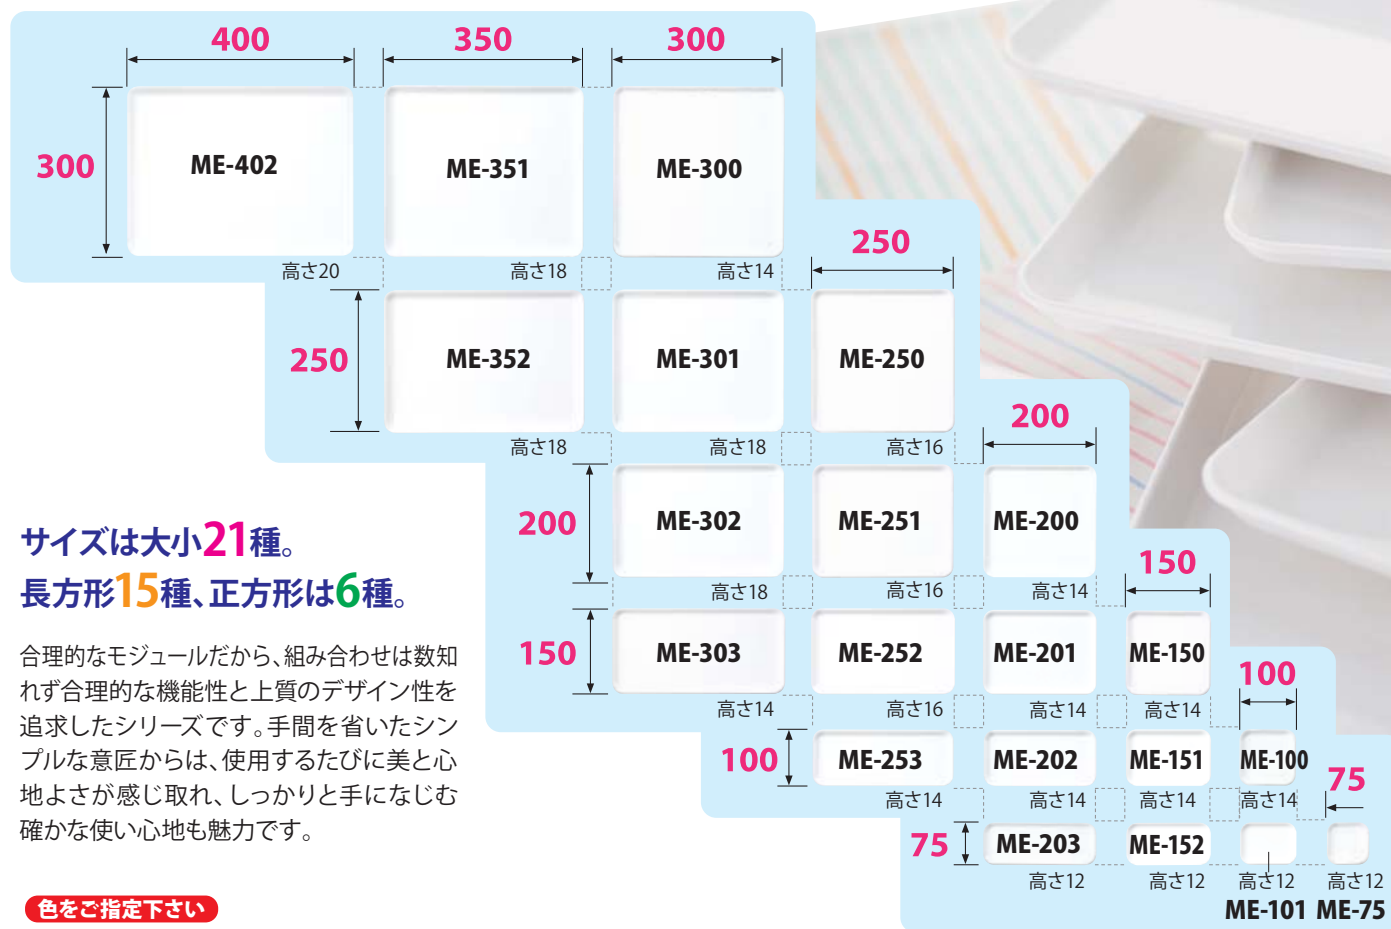 400 350 300
300
ME-402 ME-351 ME-300
高さ20 高さ18 高さ14
250
250
ME-352 ME-301 ME-250
高さ18 高さ18 高さ16
200
200
ME-302 ME-251 ME-200
高さ18 高さ16 高さ14
150
150
ME-303 ME-252 ME-201 ME-150
高さ14 高さ16 高さ14 高さ14
100
100
ME-253 ME-202 ME-151 ME-100
高さ14 高さ14 高さ14 高さ14
75
75
ME-203 ME-152
高さ12 高さ12 高さ12 高さ12
ME-101 ME-75
サイズは大小21種。
長方形15種、正方形は6種。
合理的なモジュールだから、組み合わせは数知
れず合理的な機能性と上質のデザイン性を
追求したシリーズです。手間を省いたシン
プルな意匠からは、使用するたびに美と心
地よさが感じ取れ、しっかりと手になじむ
確かな使い心地も魅力です。
色をご指定下さい